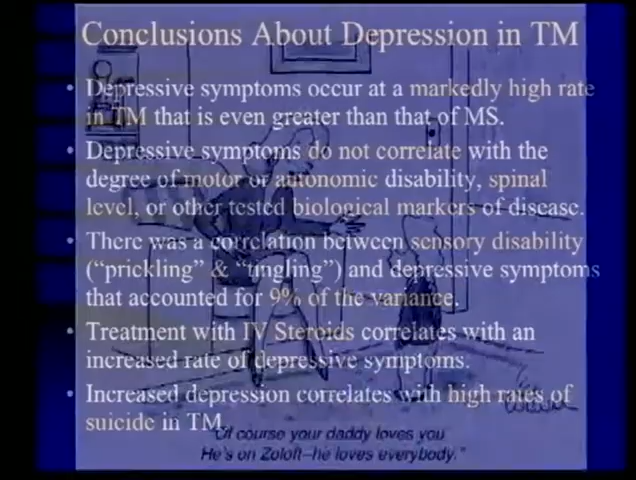 Conclusions About Depression in TM
• Depressive symptoms occur at a markedly high rate
in TM that is even greater than that of MS.
• Depressive symptoms do not correlate with the
degree of motor or autonomic disability, spinal
level, or other tested biological markers of disease.
• There was a correlation between sensory disability
("prickling" & "tingling") and depressive symptoms
that accounted for 9% of the variance.
• Treatment with IV Steroids correlates with an
increased rate of depressive symptoms.
• Increased depression correlates with high rates of
suicide in TM.
"Of course your daddy loves you
He's on Zoloft–he loves everybody."